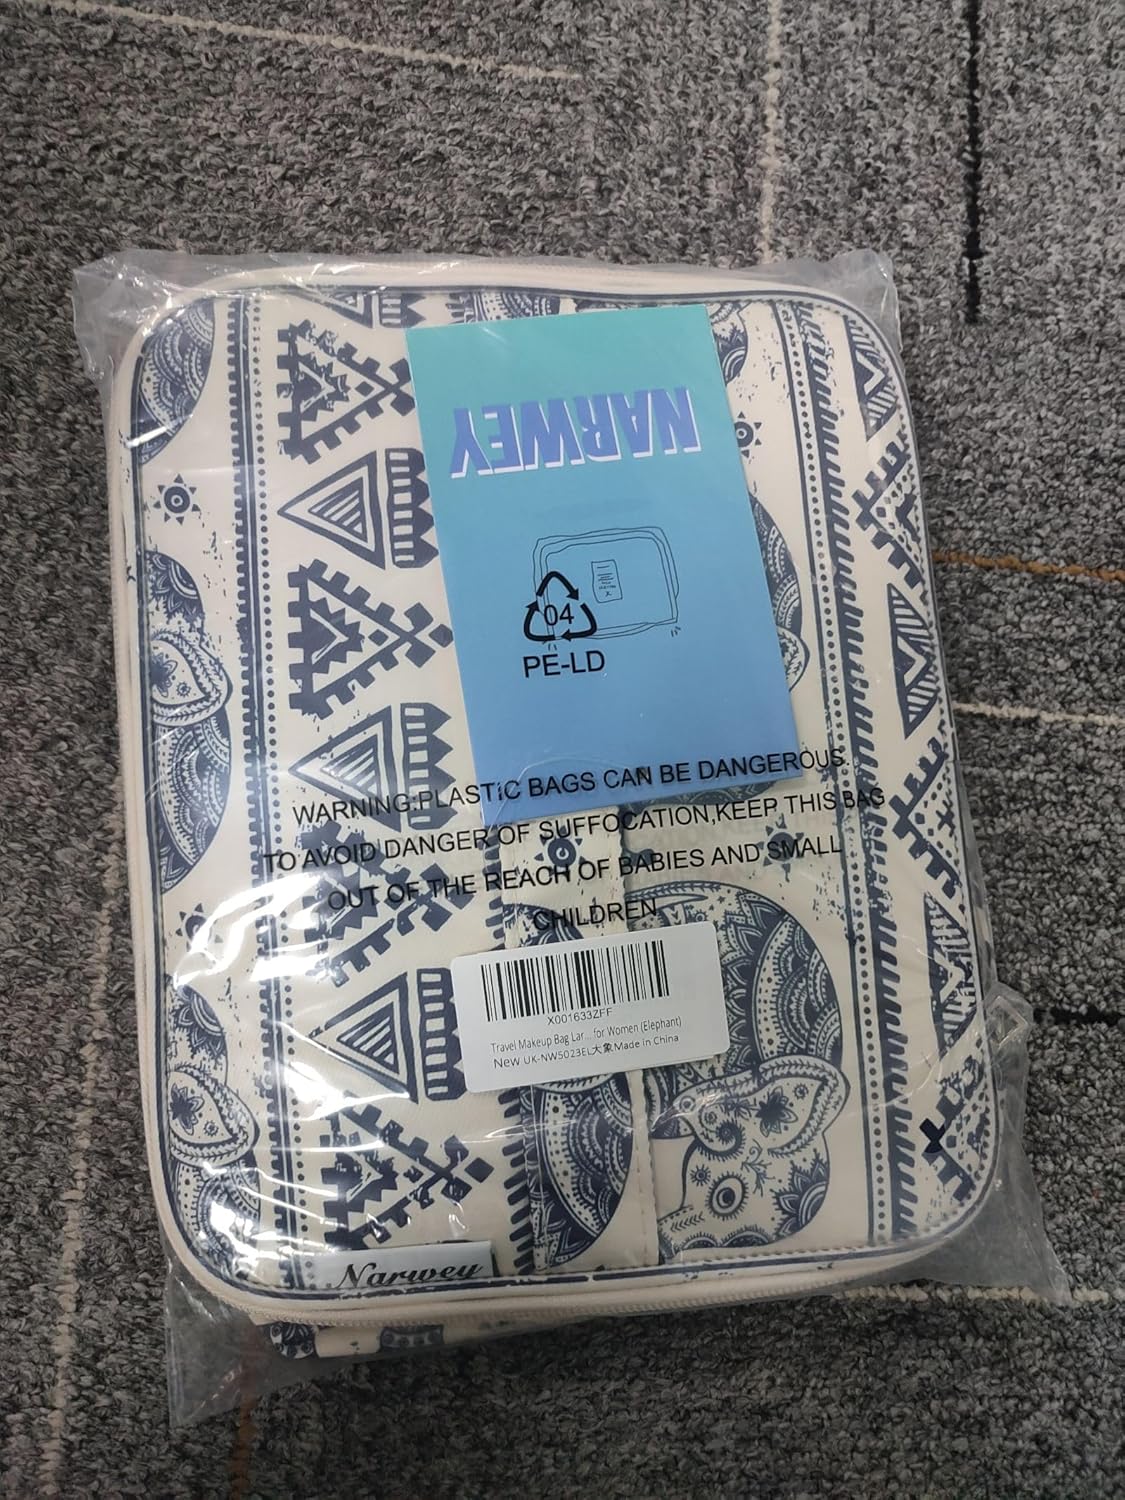 NARWEY
04
PE-LD
WARNING:PLASTIC BAGS CAN BE DANGEROUS.
TO AVOID DANGER OF SUFFOCATION,KEEP THIS BAG
OUT OF THE REACH OF BABIES AND SMALL
CHILDREN
X001633ZFF
Travel Makeup Bag Lar... for Women (Elephant)
New UK-NW5023EL大象Made in China
Narwey